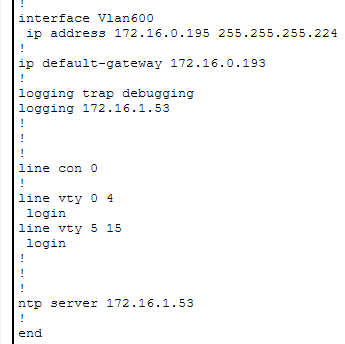 !
interface Vlan600
 ip address 172.16.0.195 255.255.255.224
!
ip default-gateway 172.16.0.193
!
logging trap debugging
logging 172.16.1.53
!
!
!
line con 0
!
line vty 0 4
 login
line vty 5 15
 login
!
!
!
ntp server 172.16.1.53
!
end